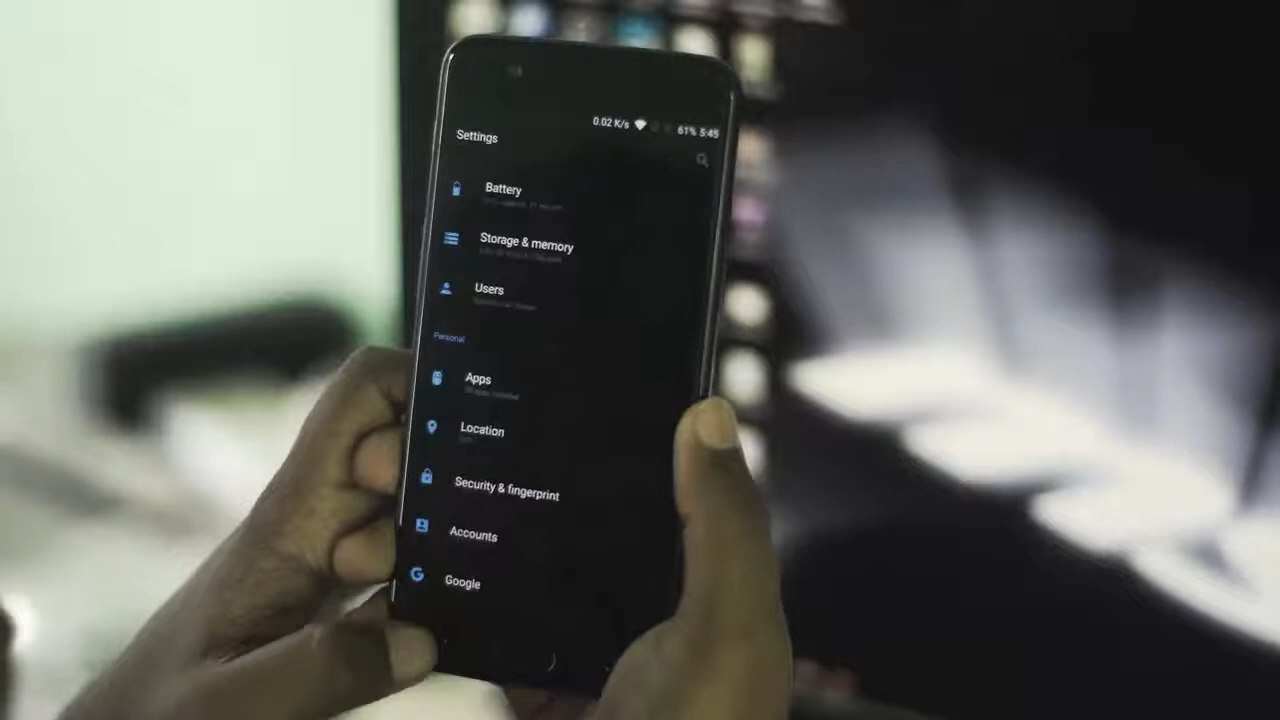 0.02 K/s 61% 5:45
Settings
Battery
Storage & memory
Users
Personal
Apps
Location
Security & fingerprint
Accounts
Google